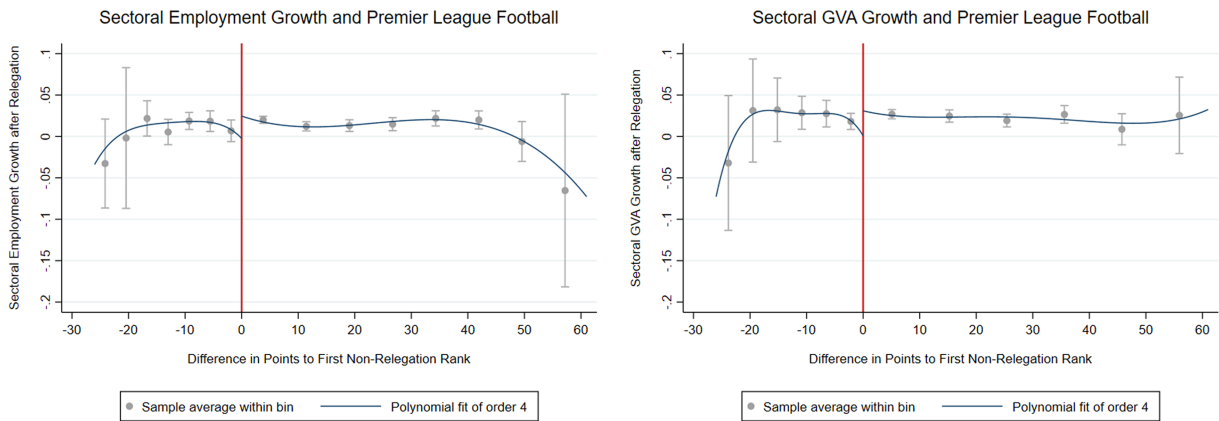 Sectoral Employment Growth and Premier League Football
Sectoral Employment Growth after Relegation
.1
.05
0
-.05
-.1
-.15
-.2
-30 -20 -10 0 10 20 30 40 50 60
Difference in Points to First Non-Relegation Rank
Sample average within bin Polynomial fit of order 4
Sectoral GVA Growth and Premier League Football
Sectoral GVA Growth after Relegation
.1
.05
0
-.05
-.1
-.15
-.2
-30 -20 -10 0 10 20 30 40 50 60
Difference in Points to First Non-Relegation Rank
Sample average within bin Polynomial fit of order 4